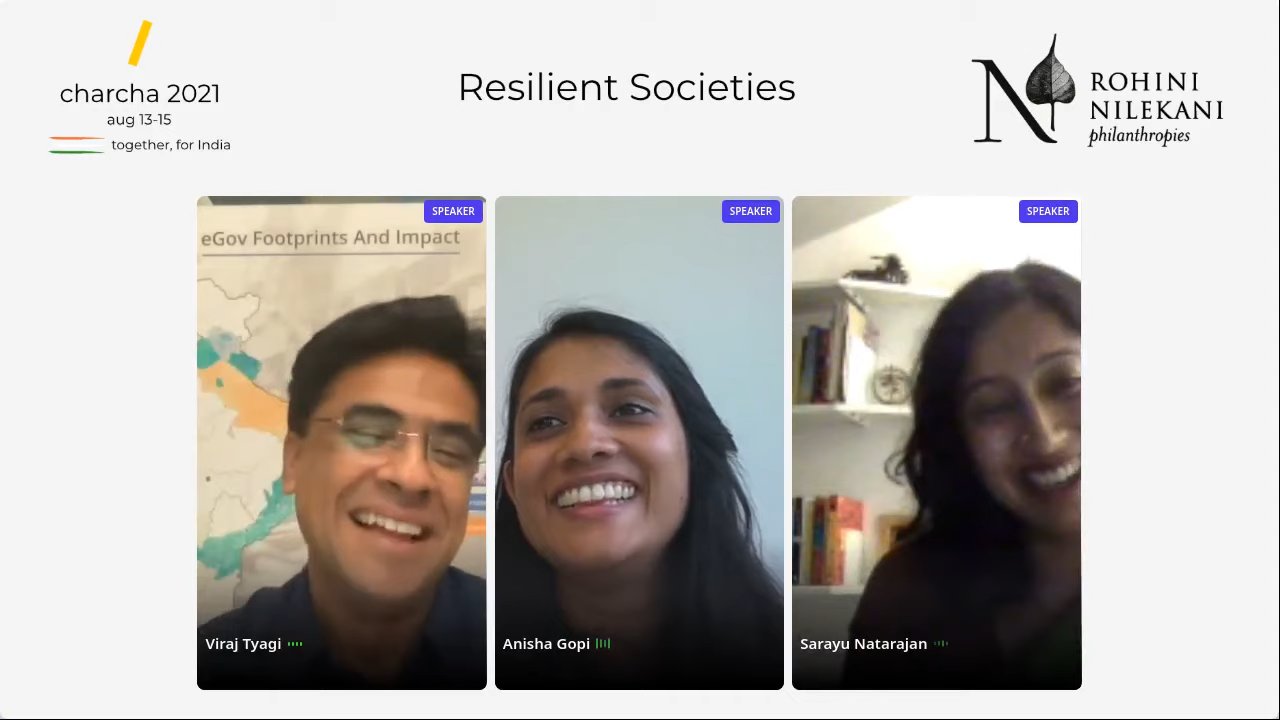 charcha 2021
aug 13-15
together, for India
Resilient Societies
N ROHINI
NILEKANI
philanthropies
SPEAKER
SPEAKER
SPEAKER
eGov Footprints And Impact
Viraj Tyagi
Anisha Gopi
Sarayu Natarajan